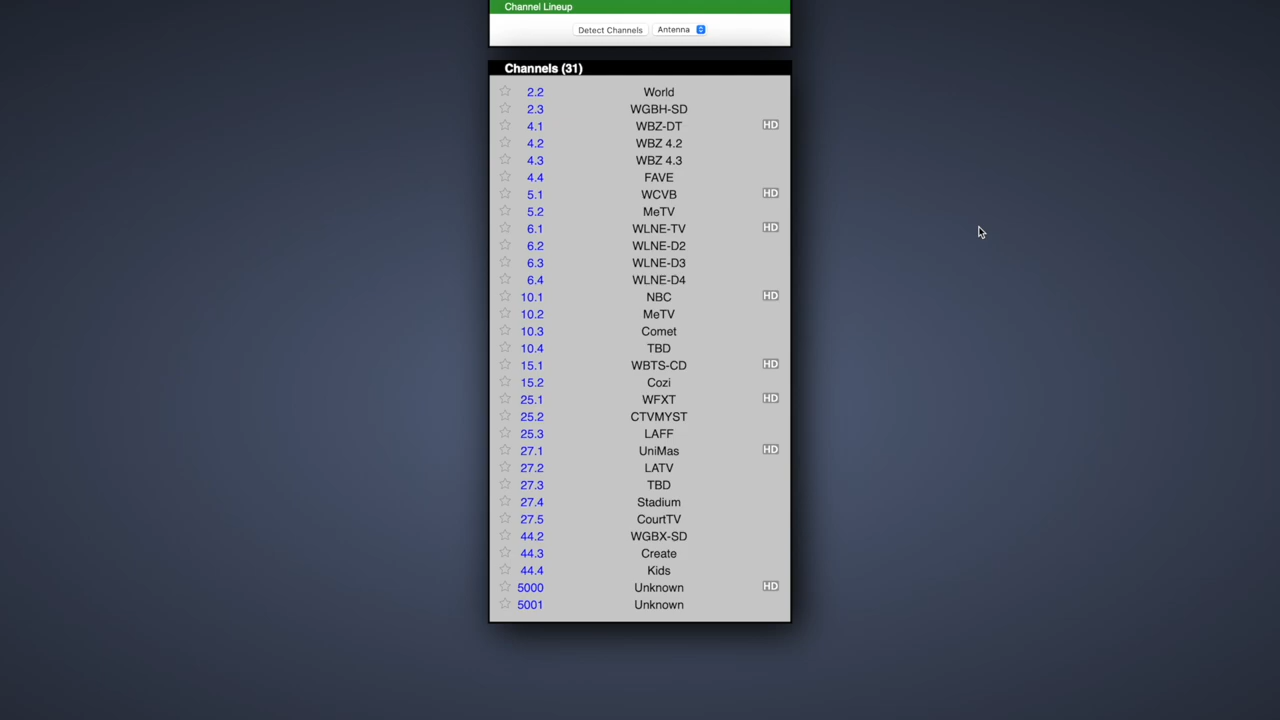 Channel Lineup
Detect Channels Antenna
Channels (31)
2.2 World
2.3 WGBH-SD
4.1 WBZ-DT HD
4.2 WBZ 4.2
4.3 WBZ 4.3
4.4 FAVE
5.1 WCVB HD
5.2 MeTV
6.1 WLNE-TV HD
6.2 WLNE-D2
6.3 WLNE-D3
6.4 WLNE-D4
10.1 NBC HD
10.2 MeTV
10.3 Comet
10.4 TBD
15.1 WBTS-CD HD
15.2 Cozi
25.1 WFXT HD
25.2 CTVMYST
25.3 LAFF
27.1 UniMas HD
27.2 LATV
27.3 TBD
27.4 Stadium
27.5 CourtTV
44.2 WGBX-SD
44.3 Create
44.4 Kids
5000 Unknown HD
5001 Unknown